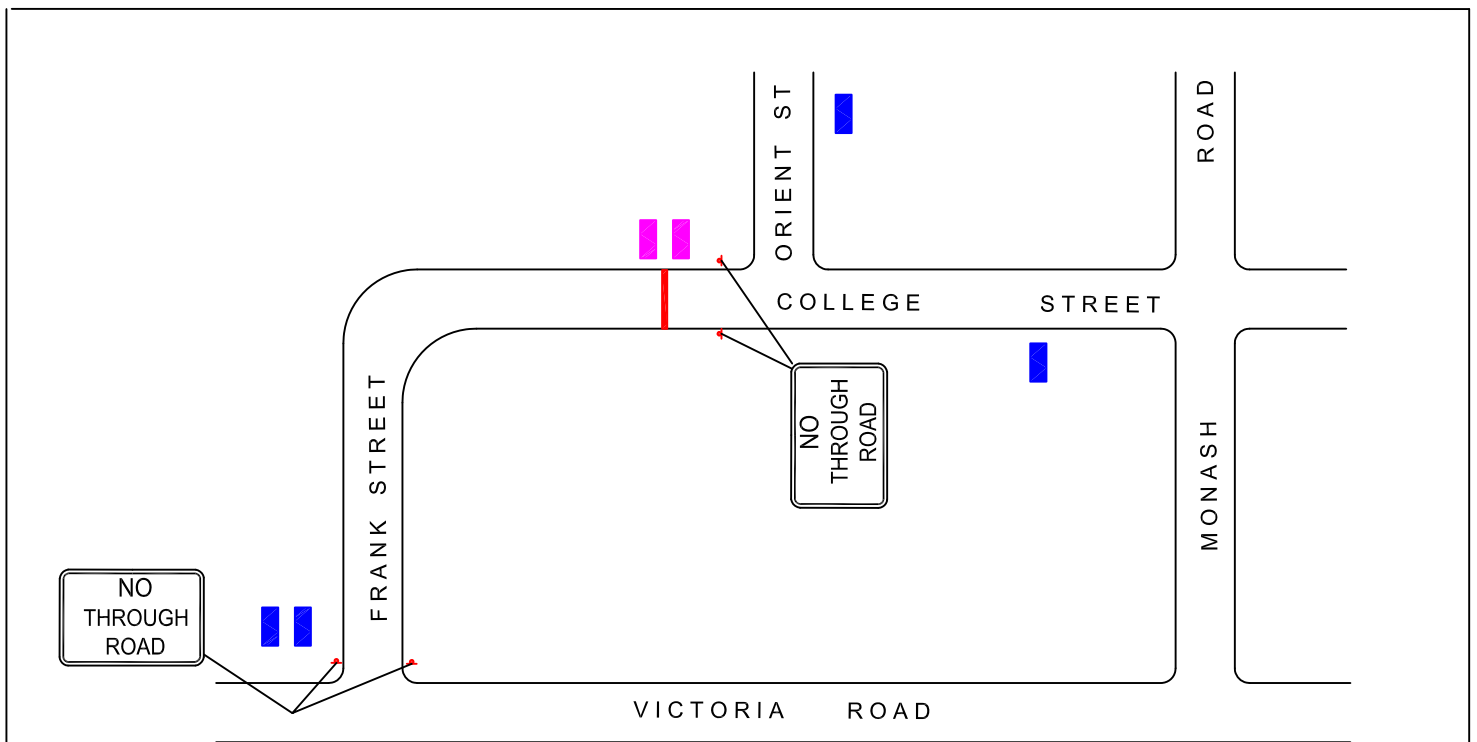 ORIENT ST
ROAD
COLLEGE STREET
NO
THROUGH
ROAD
FRANK STREET
MONASH
NO
THROUGH
ROAD
VICTORIA ROAD